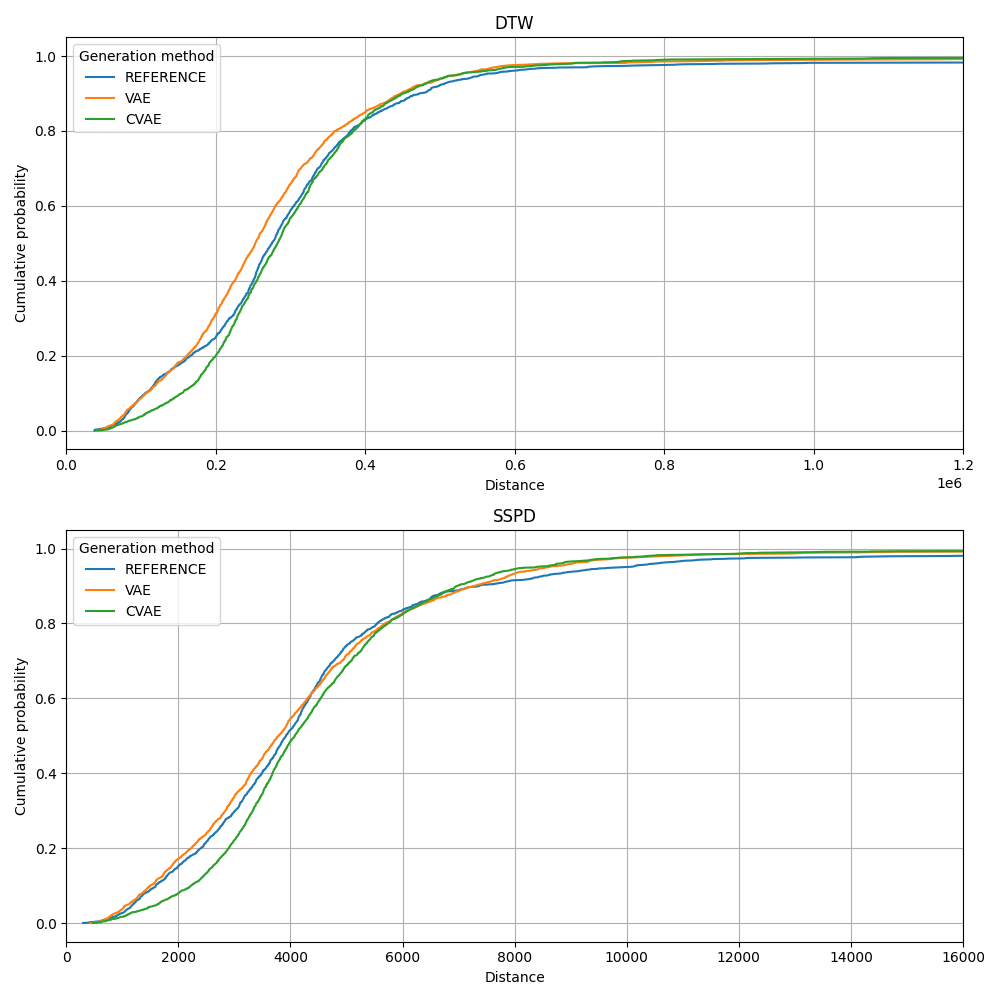 DTW
Generation method
REFERENCE
VAE
CVAE
Cumulative probability
1.0
0.8
0.6
0.4
0.2
0.0
0.0 0.2 0.4 0.6 0.8 1.0 1.2
1e6
Distance
SSPD
Generation method
REFERENCE
VAE
CVAE
Cumulative probability
1.0
0.8
0.6
0.4
0.2
0.0
0 2000 4000 6000 8000 10000 12000 14000 16000
Distance